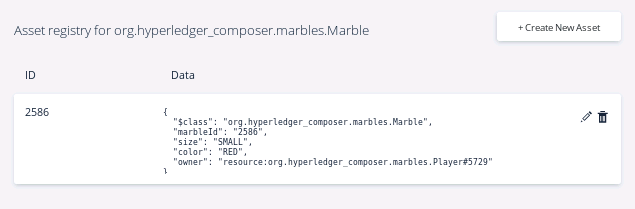 Asset registry for org.hyperledger_composer.marbles.Marble
+ Create New Asset
ID Data
2586
{
"$class": "org.hyperledger_composer.marbles.Marble",
"marbleId": "2586",
"size": "SMALL",
"color": "RED",
"owner": "resource:org.hyperledger_composer.marbles.Player#5729"
}